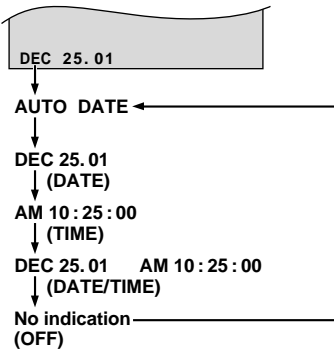 DEC 25.01
AUTO DATE
DEC 25.01
(DATE)
AM 10:25:00
(TIME)
DEC 25.01 AM 10:25:00
(DATE/TIME)
No indication
(OFF)